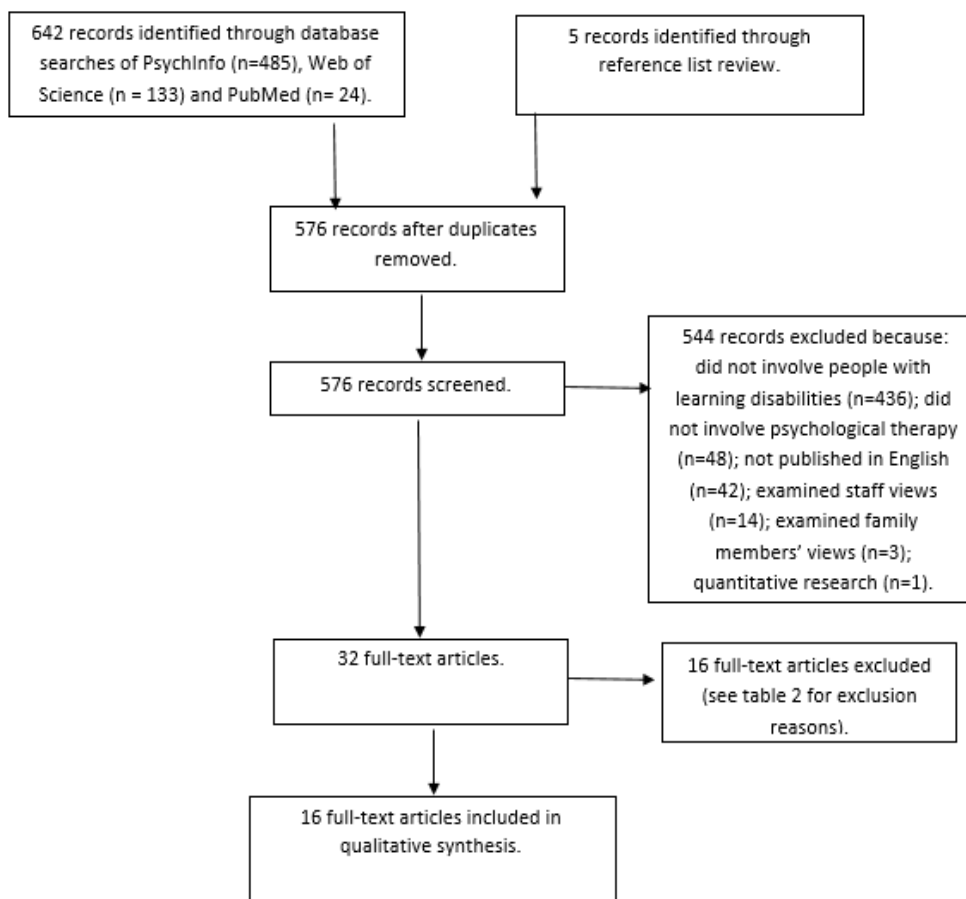 642 records identified through database
searches of PsychInfo (n=485), Web of
Science (n = 133) and PubMed (n= 24).
5 records identified through
reference list review.
576 records after duplicates
removed.
576 records screened.
544 records excluded because:
did not involve people with
learning disabilities (n=436); did
not involve psychological therapy
(n=48); not published in English
(n=42); examined staff views
(n=14); examined family
members’ views (n=3);
quantitative research (n=1).
32 full-text articles.
16 full-text articles excluded
(see table 2 for exclusion
reasons).
16 full-text articles included in
qualitative synthesis.